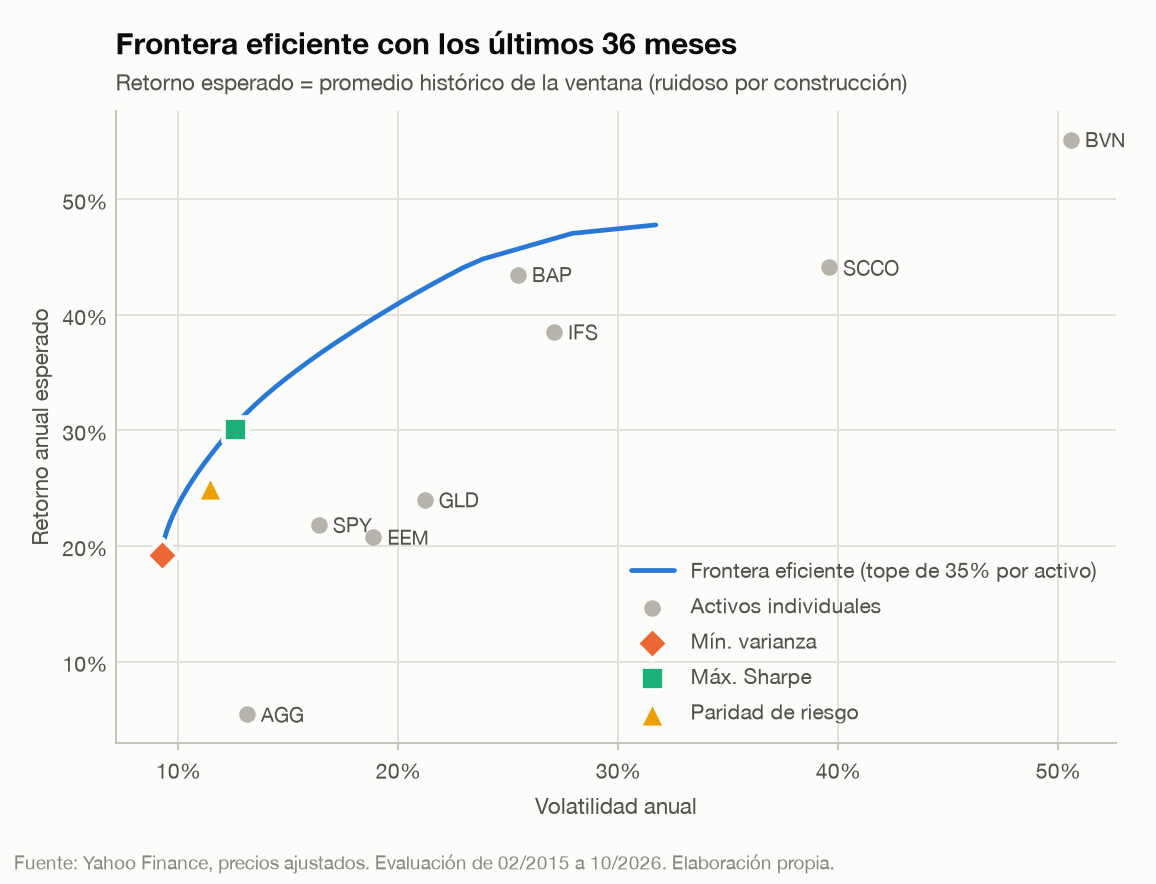 Frontera eficiente con los últimos 36 meses
Retorno esperado = promedio histórico de la ventana (ruidoso por construcción)
BVN
50%
SCCO
BAP
IFS
40%
30%
GLD
SPY
EEM
20%
10%
AGG
Retorno anual esperado
Frontera eficiente (tope de 35% por activo)
Activos individuales
Mín. varianza
Máx. Sharpe
Paridad de riesgo
10%
20%
30%
40%
50%
Volatilidad anual
Fuente: Yahoo Finance, precios ajustados. Evaluación de 02/2015 a 10/2026. Elaboración propia.